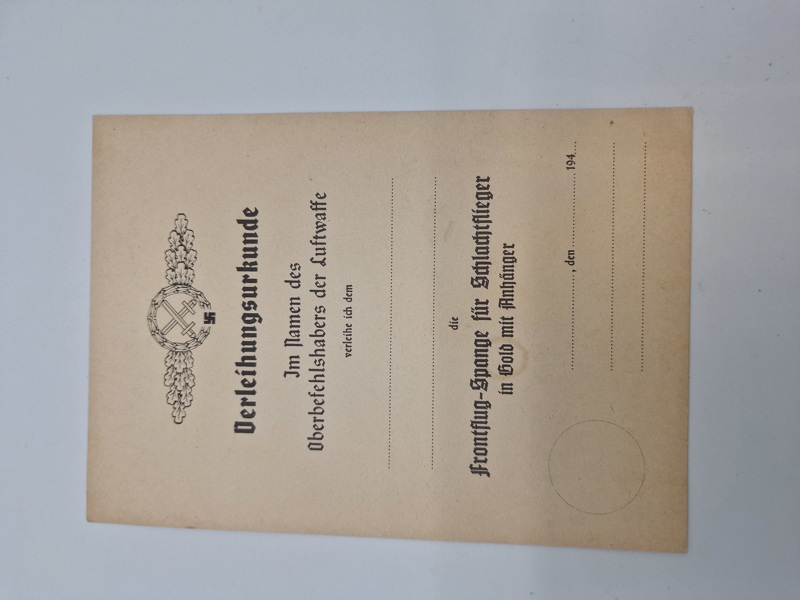 Verleihungsurkunde
Im Namen des
Oberbefehlshabers der Luftwaffe
verleihe ich dem
die
Frontflug-Spange für Schlachtflieger
in Gold mit Anhänger
, den 194